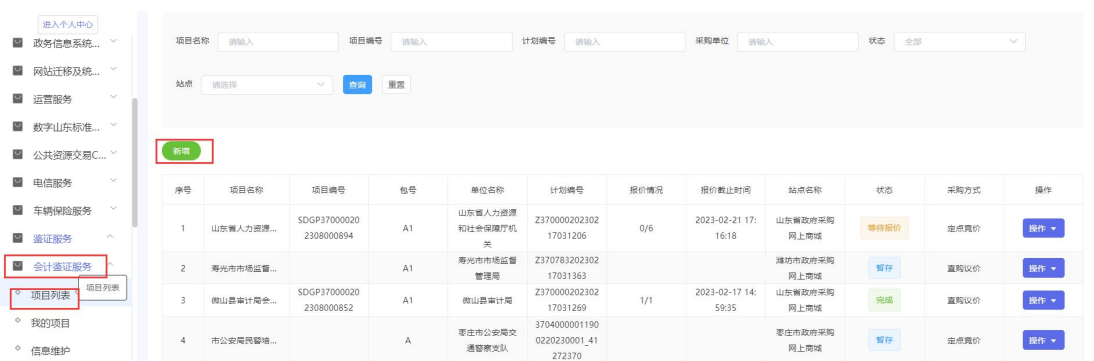 进入个人中心
政务信息系统...
网站迁移及统...
运营服务
数字山东标准...
公共资源交易C...
电信服务
车辆保险服务
鉴证服务
会计鉴证服务
项目列表
项目列表
我的项目
信息维护
项目名称 请输入 项目编号 请输入 计划编号 请输入 采购单位 请输入 状态 全部
站点 请选择 查询 重置
新增
序号 项目名称 项目编号 包号 单位名称 计划编号 报价情况 报价截止时间 站点名称 状态 采购方式 操作
1 山东省人力资源... SDGP37000020 2308000894 A1 山东省人力资源和社会保障厅机关 Z370000202302 17031206 0/6 2023-02-21 17:16:18 山东省政府采购网上商城 等待报价 定点竞价 操作
2 寿光市市场监督... A1 寿光市市场监督管理局 Z370783202302 17031363 潍坊市政府采购网上商城 暂存 直购议价 操作
3 微山县审计局会... SDGP37000020 2308000852 A1 微山县审计局 Z370000202302 17031269 1/1 2023-02-17 14:59:35 山东省政府采购网上商城 完成 直购议价 操作
4 市公安局民警培... A 枣庄市公安局交通警察支队 3704000001190 0220230001_41 272370 枣庄市政府采购网上商城 暂存 定点竞价 操作